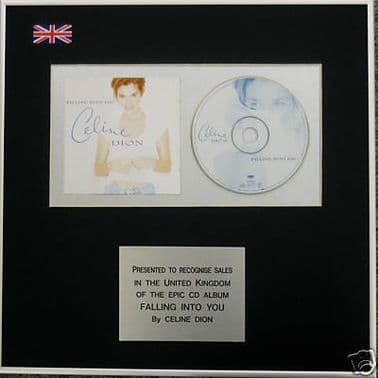 FALLING INTO YOU
Celine
DION
Celine
DION
FALLING INTO YOU
PRESENTED TO RECOGNISE SALES
IN THE UNITED KINGDOM
OF THE EPIC CD ALBUM
FALLING INTO YOU
By CELINE DION